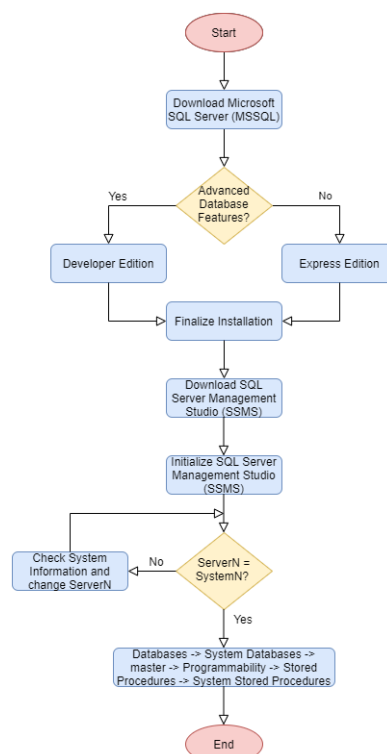 Start
Download Microsoft
SQL Server (MSSQL)
Advanced
Database
Features?
Yes
No
Developer Edition
Express Edition
Finalize Installation
Download SQL
Server Management
Studio (SSMS)
Initialize SQL Server
Management Studio
(SSMS)
ServerN =
SystemN?
No
Check System
Information and
change ServerN
Yes
Databases -> System Databases ->
master -> Programmability -> Stored
Procedures -> System Stored Procedures
End